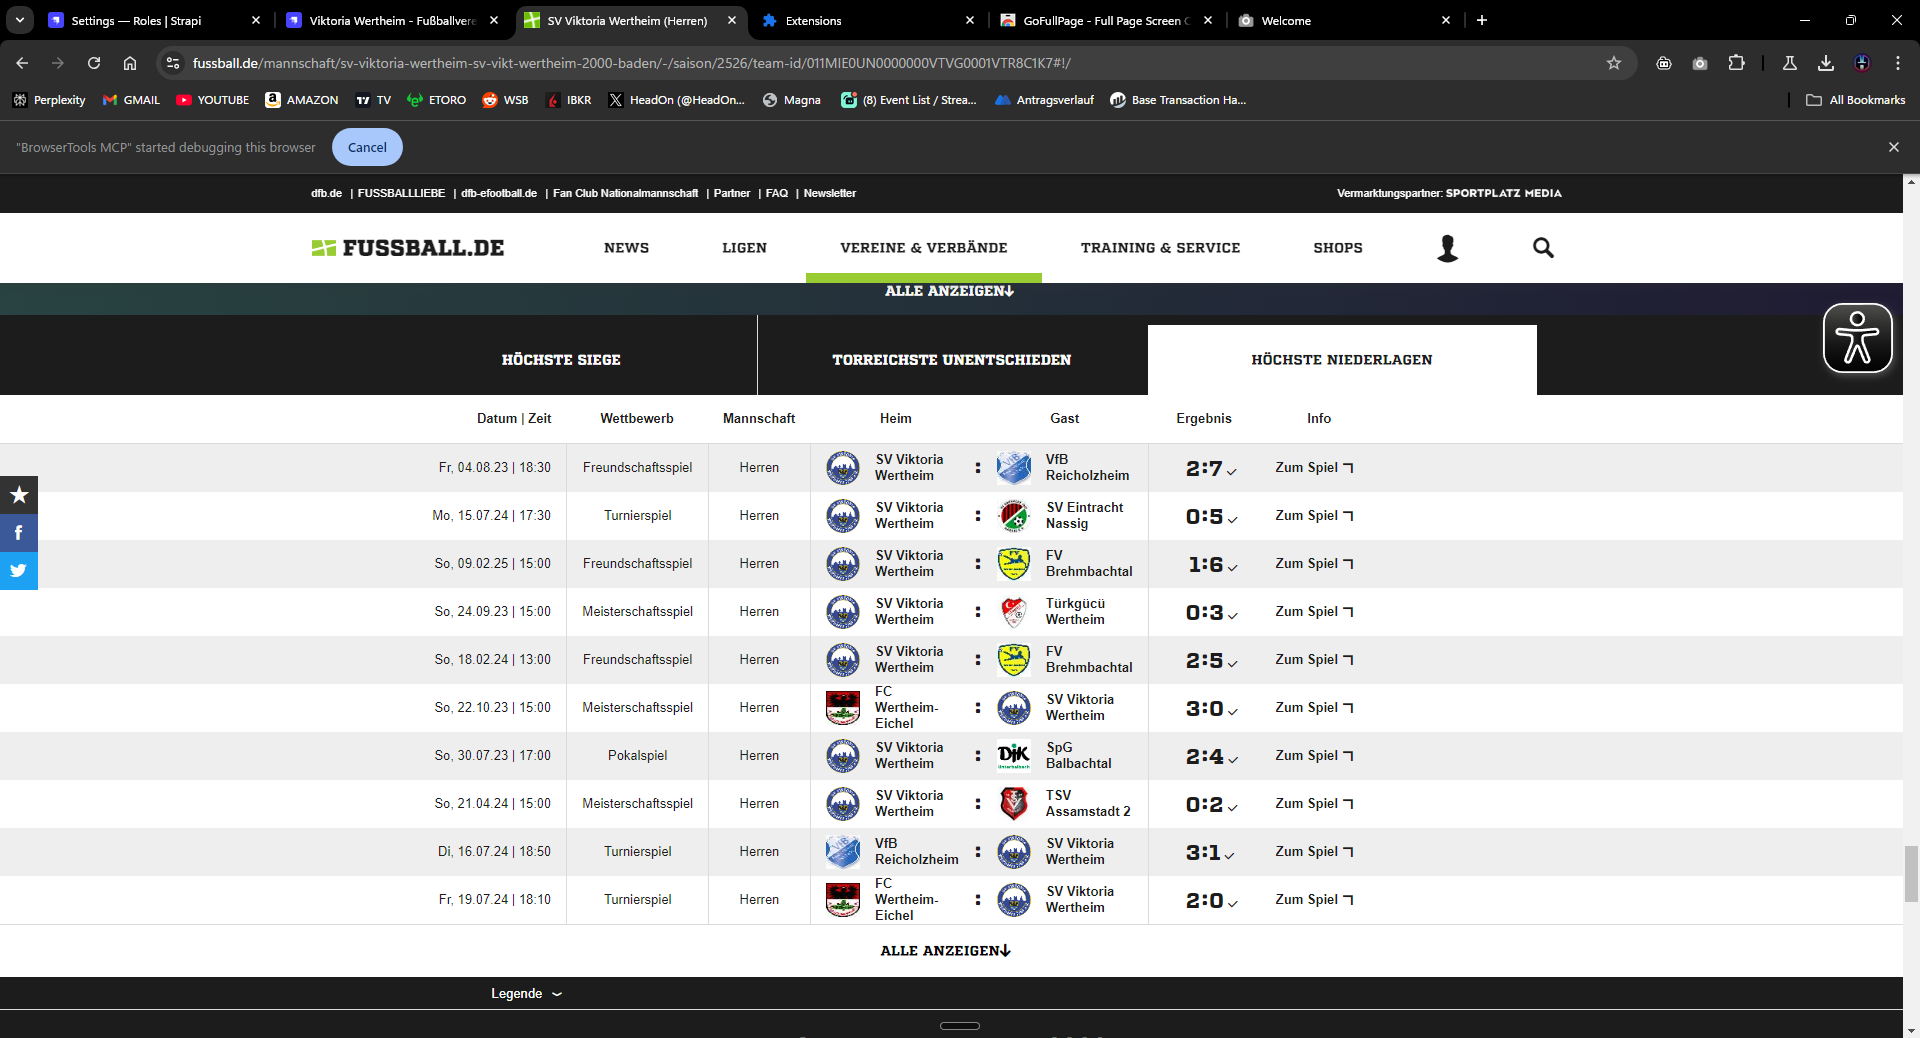 Settings — Roles | Strapi
Viktoria Wertheim - Fußballvere
SV Viktoria Wertheim (Herren)
Extensions
GoFullPage - Full Page Screen C
Welcome
fussball.de/mannschaft/sv-viktoria-wertheim-sv-vikt-wertheim-2000-baden/-/saison/2526/team-id/011MIE0UN0000000VTVG0001VTR8C1K7#!/
Perplexity GMAIL YOUTUBE AMAZON TV ETORO WSB IBKR HeadOn (@HeadOn... Magna (8) Event List / Strea... Antragsverlauf Base Transaction Ha... All Bookmarks
"BrowserTools MCP" started debugging this browser Cancel
dfb.de | FUSSBALLLIEBE | dfb-efootball.de | Fan Club Nationalmannschaft | Partner | FAQ | Newsletter
Vermarktungspartner: SPORTPLATZ MEDIA
FUSSBALL.DE NEWS LIGEN VEREINE & VERBÄNDE TRAINING & SERVICE SHOPS
ALLE ANZEIGEN
HÖCHSTE SIEGE TORREICHSTE UNENTSCHIEDEN HÖCHSTE NIEDERLAGEN
Datum | Zeit Wettbewerb Mannschaft Heim Gast Ergebnis Info
Fr, 04.08.23 | 18:30 Freundschaftsspiel Herren SV Viktoria Wertheim : VfB Reicholzheim 2:7 Zum Spiel
Mo, 15.07.24 | 17:30 Turnierspiel Herren SV Viktoria Wertheim : SV Eintracht Nassig 0:5 Zum Spiel
So, 09.02.25 | 15:00 Freundschaftsspiel Herren SV Viktoria Wertheim : FV Brehmbachtal 1:6 Zum Spiel
So, 24.09.23 | 15:00 Meisterschaftsspiel Herren SV Viktoria Wertheim : Türkgücü Wertheim 0:3 Zum Spiel
So, 18.02.24 | 13:00 Freundschaftsspiel Herren SV Viktoria Wertheim : FV Brehmbachtal 2:5 Zum Spiel
So, 22.10.23 | 15:00 Meisterschaftsspiel Herren FC Wertheim-Eichel : SV Viktoria Wertheim 3:0 Zum Spiel
So, 30.07.23 | 17:00 Pokalspiel Herren SV Viktoria Wertheim : DJK SpG Balbachtal 2:4 Zum Spiel
So, 21.04.24 | 15:00 Meisterschaftsspiel Herren SV Viktoria Wertheim : TSV Assamstadt 2 0:2 Zum Spiel
Di, 16.07.24 | 18:50 Turnierspiel Herren VfB Reicholzheim : SV Viktoria Wertheim 3:1 Zum Spiel
Fr, 19.07.24 | 18:10 Turnierspiel Herren FC Wertheim-Eichel : SV Viktoria Wertheim 2:0 Zum Spiel
ALLE ANZEIGEN
Legende